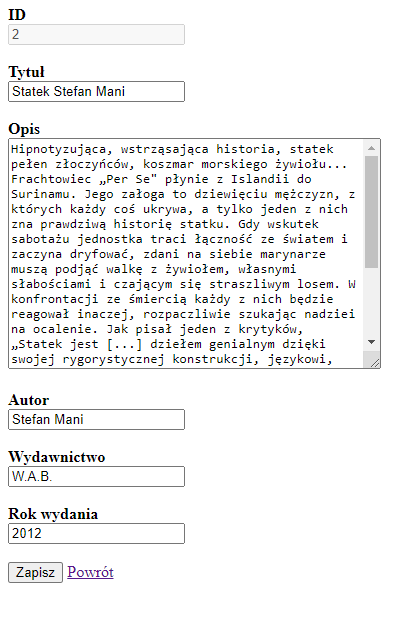 ID
2
Tytuł
Statek Stefan Mani
Opis
Hipnotyzująca, wstrząsająca historia, statek
pełen złoczyńców, koszmar morskiego żywiołu...
Frachtowiec „Per Se" płynie z Islandii do
Surinamu. Jego załoga to dziewięciu mężczyzn, z
których każdy coś ukrywa, a tylko jeden z nich
zna prawdziwą historię statku. Gdy wskutek
sabotażu jednostka traci łączność ze światem i
zaczyna dryfować, zdani na siebie marynarze
muszą podjąć walkę z żywiołem, własnymi
słabościami i czającym się straszliwym losem. W
konfrontacji ze śmiercią każdy z nich będzie
reagował inaczej, rozpaczliwie szukając nadziei
na ocalenie. Jak pisał jeden z krytyków,
„Statek jest [...] dziełem genialnym dzięki
swojej rygorystycznej konstrukcji, językowi,
Autor
Stefan Mani
Wydawnictwo
W.A.B.
Rok wydania
2012
Zapisz Powrót